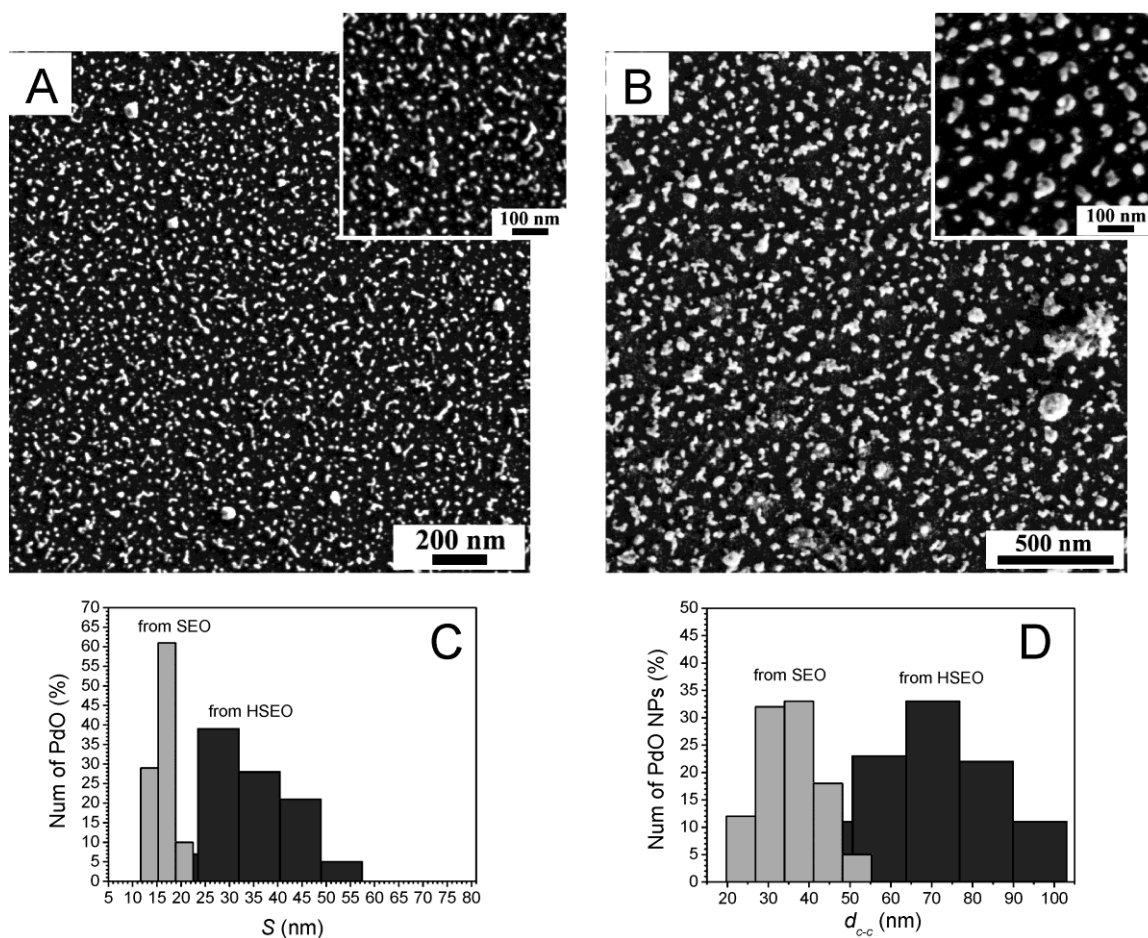 A
100 nm
200 nm
B
100 nm
500 nm
70
65
60
55
50
45
40
35
30
25
20
15
10
5
0
Num of PdO (%)
from SEO
from HSEO
C
5 10 15 20 25 30 35 40 45 50 55 60 65 70 75 80
S (nm)
50
45
40
35
30
25
20
15
10
5
0
Num of PdO NPs (%)
from SEO
from HSEO
D
20 30 40 50 60 70 80 90 100
dc-c (nm)